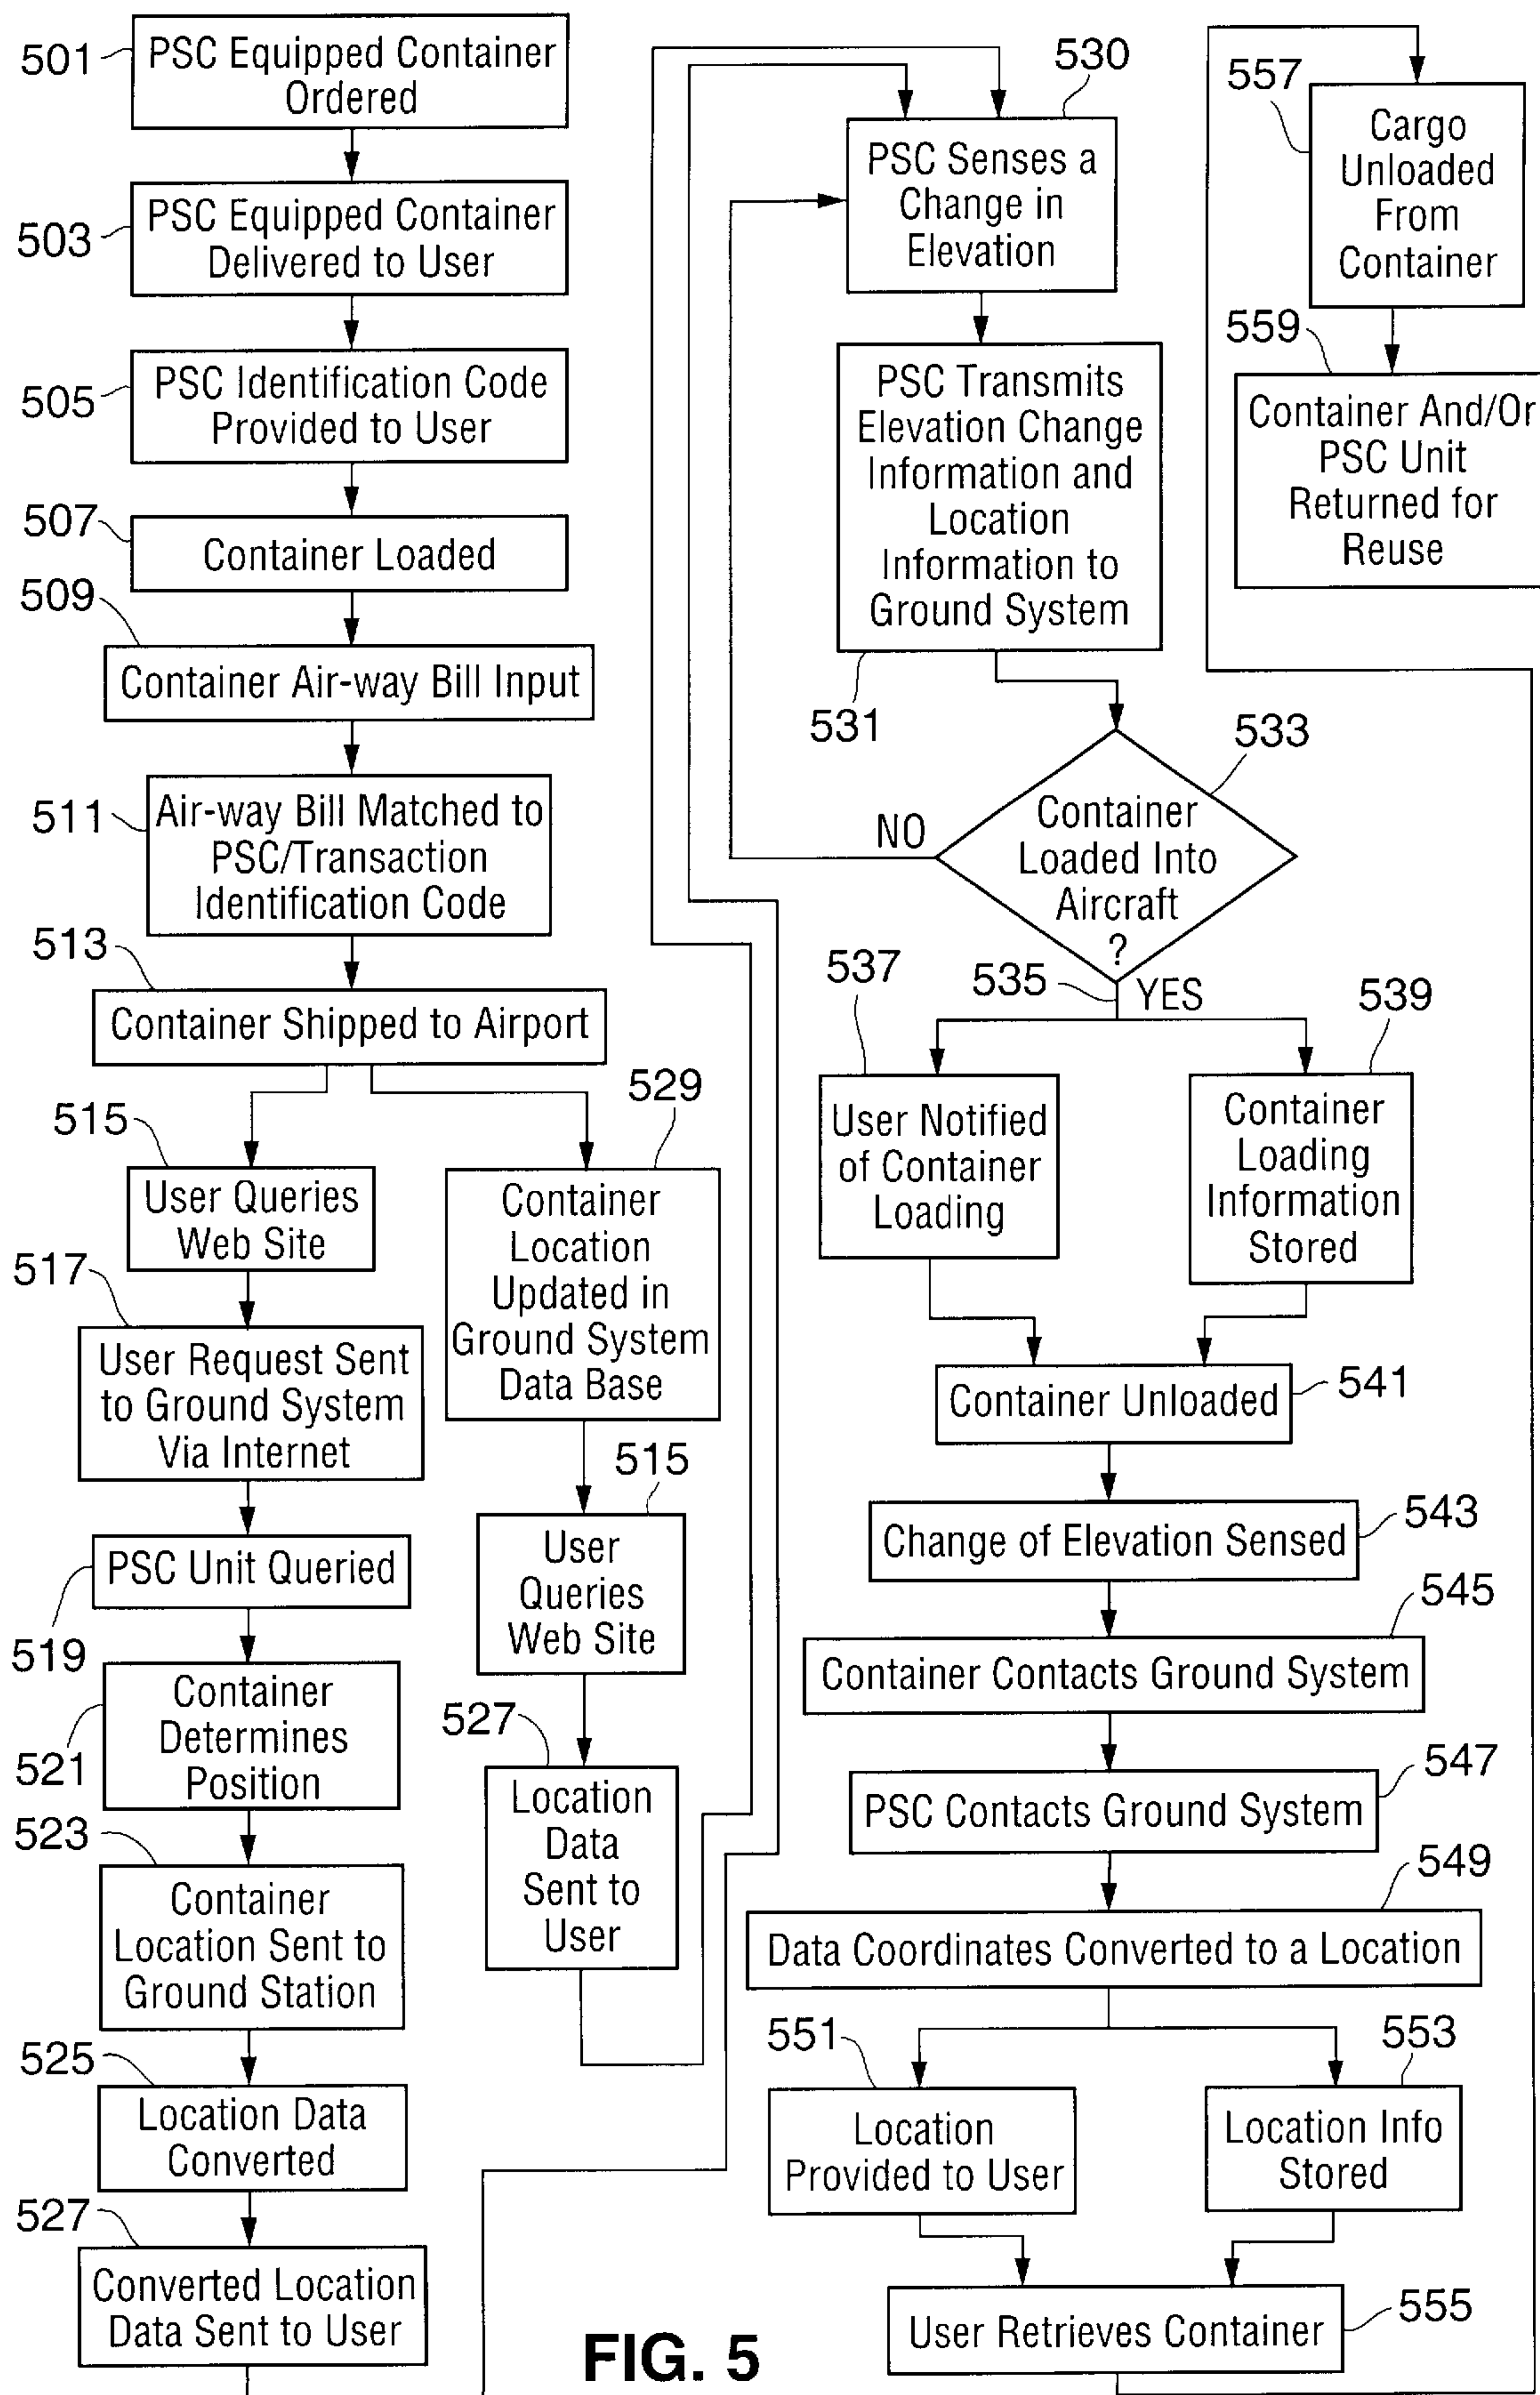 501
PSC Equipped Container
Ordered
503
PSC Equipped Container
Delivered to User
505
PSC Identification Code
Provided to User
507
Container Loaded
509
Container Air-way Bill Input
511
Air-way Bill Matched to
PSC/Transaction
Identification Code
513
Container Shipped to Airport
515
User Queries
Web Site
517
User Request Sent
to Ground System
Via Internet
519
PSC Unit Queried
521
Container
Determines
Position
523
Container
Location Sent to
Ground Station
525
Location Data
Converted
527
Converted Location
Data Sent to User
529
Container
Location
Updated in
Ground System
Data Base
515
User
Queries
Web Site
527
Location
Data
Sent to
User
530
PSC Senses a
Change in
Elevation
PSC Transmits
Elevation Change
Information and
Location
Information to
Ground System
531
533
Container
Loaded Into
Aircraft
?
NO
535
YES
537
User Notified
of Container
Loading
539
Container
Loading
Information
Stored
Container Unloaded
541
Change of Elevation Sensed
543
545
Container Contacts Ground System
PSC Contacts Ground System
547
549
Data Coordinates Converted to a Location
551
Location
Provided to User
553
Location Info
Stored
User Retrieves Container
555
557
Cargo
Unloaded
From
Container
559
Container And/Or
PSC Unit
Returned for
Reuse
FIG. 5